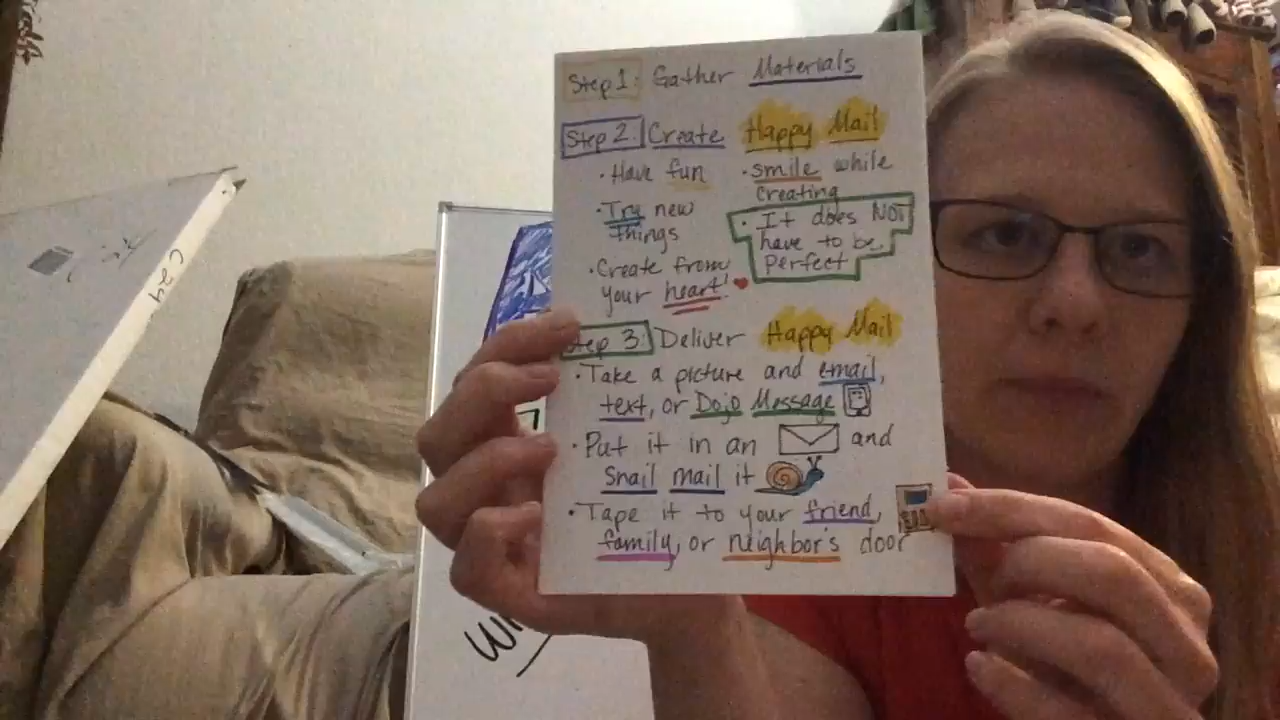 Step 1: Gather Materials
Step 2: Create Happy Mail
• Have fun
• Try new
things
• Create from
your heart!
• smile while
creating
• It does NOT
have to be
perfect
tep 3: Deliver Happy Mail
• Take a picture and email,
text, or Dojo Message
• Put it in an and
Snail mail it
• Tape it to your friend,
family, or neighbor's door
C24